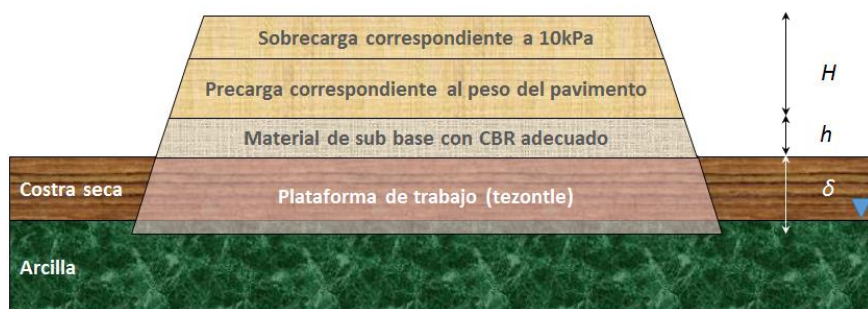 Sobrecarga correspondiente a 10kPa
H
Precarga correspondiente al peso del pavimento
Material de sub base con CBR adecuado
h
Costra seca
Plataforma de trabajo (tezontle)
δ
Arcilla